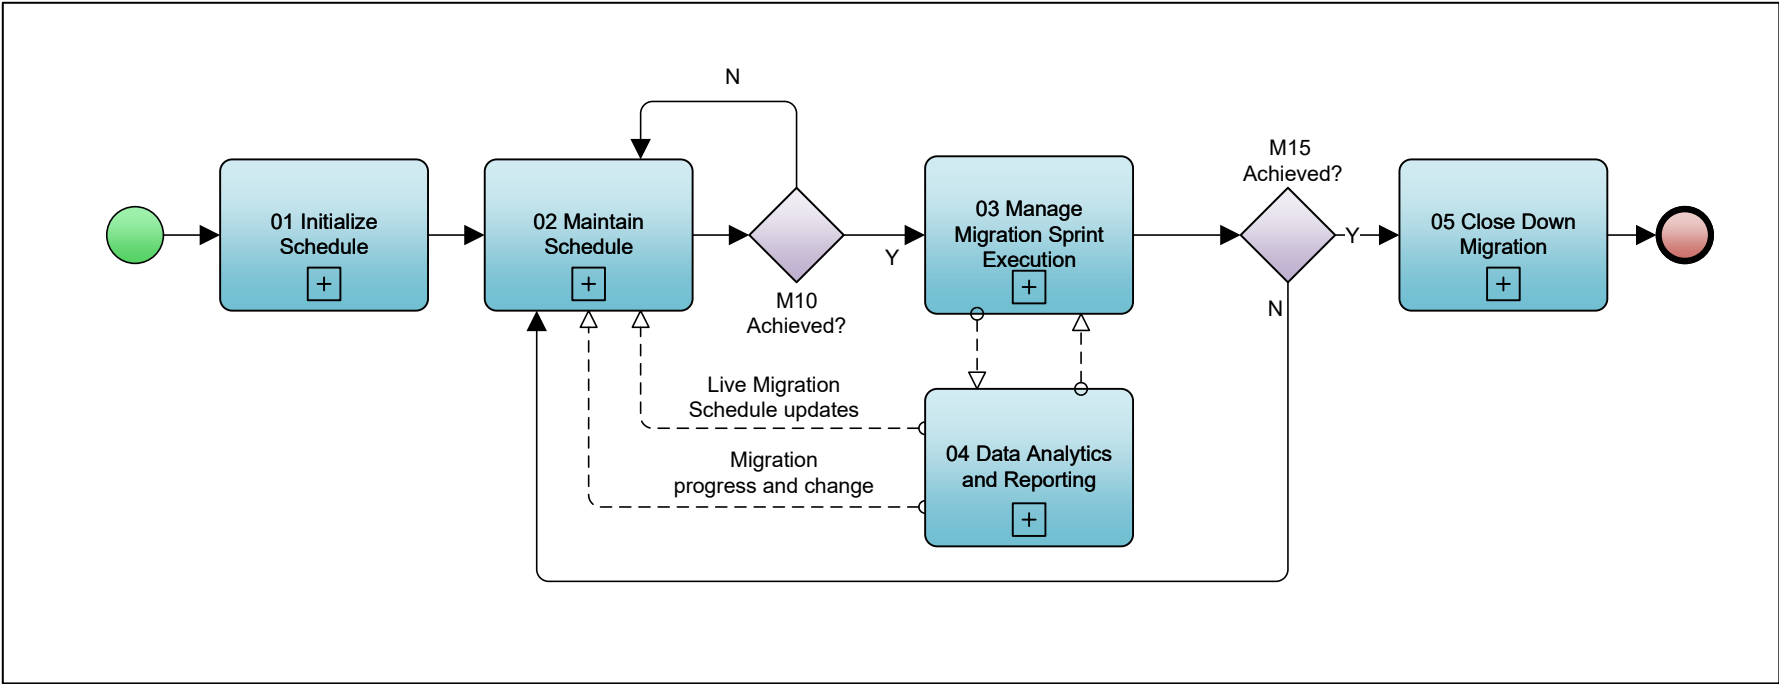 N
01 Initialize
Schedule
02 Maintain
Schedule
M10
Achieved?
Y
03 Manage
Migration Sprint
Execution
M15
Achieved?
Y
N
05 Close Down
Migration
Live Migration
Schedule updates
Migration
progress and change
04 Data Analytics
and Reporting